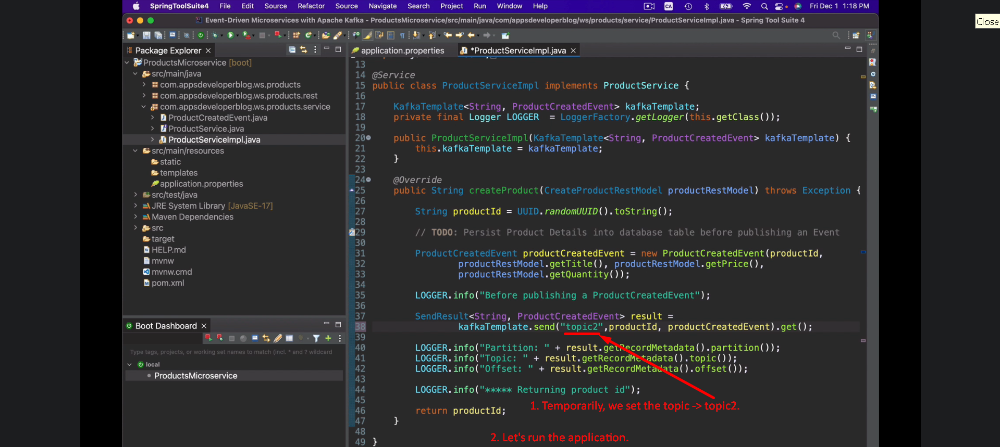 SpringToolSuite4 File Edit Source Refactor Source Navigate Search Project Run Window Help CA Fri Dec 1 1:18 PM
Close
Event-Driven Microservices with Apache Kafka - ProductsMicroservice/src/main/java/com/appsdeveloperblog/ws/products/service/ProductServiceImpl.java - Spring Tool Suite 4
Package Explorer
ProductsMicroservice [boot]
src/main/java
com.appsdeveloperblog.ws.products
com.appsdeveloperblog.ws.products.rest
com.appsdeveloperblog.ws.products.service
ProductCreatedEvent.java
ProductService.java
ProductServiceImpl.java
src/main/resources
static
templates
application.properties
src/test/java
JRE System Library [JavaSE-17]
Maven Dependencies
src
target
HELP.md
mvnw
mvnw.cmd
pom.xml
Boot Dashboard
Type tags, projects, or working set names to match (incl. * and ? wildcard
local
ProductsMicroservice
application.properties *ProductServiceImpl.java
13
14 @Service
15 public class ProductServiceImpl implements ProductService {
16
17 KafkaTemplate<String, ProductCreatedEvent> kafkaTemplate;
18 private final Logger LOGGER = LoggerFactory.getLogger(this.getClass());
19
20 public ProductServiceImpl(KafkaTemplate<String, ProductCreatedEvent> kafkaTemplate) {
21 this.kafkaTemplate = kafkaTemplate;
22 }
23
24 @Override
25 public String createProduct(CreateProductRestModel productRestModel) throws Exception {
26
27 String productId = UUID.randomUUID().toString();
28
29 // TODO: Persist Product Details into database table before publishing an Event
30
31 ProductCreatedEvent productCreatedEvent = new ProductCreatedEvent(productId,
32 productRestModel.getTitle(), productRestModel.getPrice(),
33 productRestModel.getQuantity());
34
35 LOGGER.info("Before publishing a ProductCreatedEvent");
36
37 SendResult<String, ProductCreatedEvent> result =
38 kafkaTemplate.send("topic2",productId, productCreatedEvent).get();
39
40 LOGGER.info("Partition: " + result.getRecordMetadata().partition());
41 LOGGER.info("Topic: " + result.getRecordMetadata().topic());
42 LOGGER.info("Offset: " + result.getRecordMetadata().offset());
43
44 LOGGER.info("***** Returning product id");
45
46 return productId;
47 }
48
49 }
1. Temporarily, we set the topic -> topic2.
2. Let's run the application.